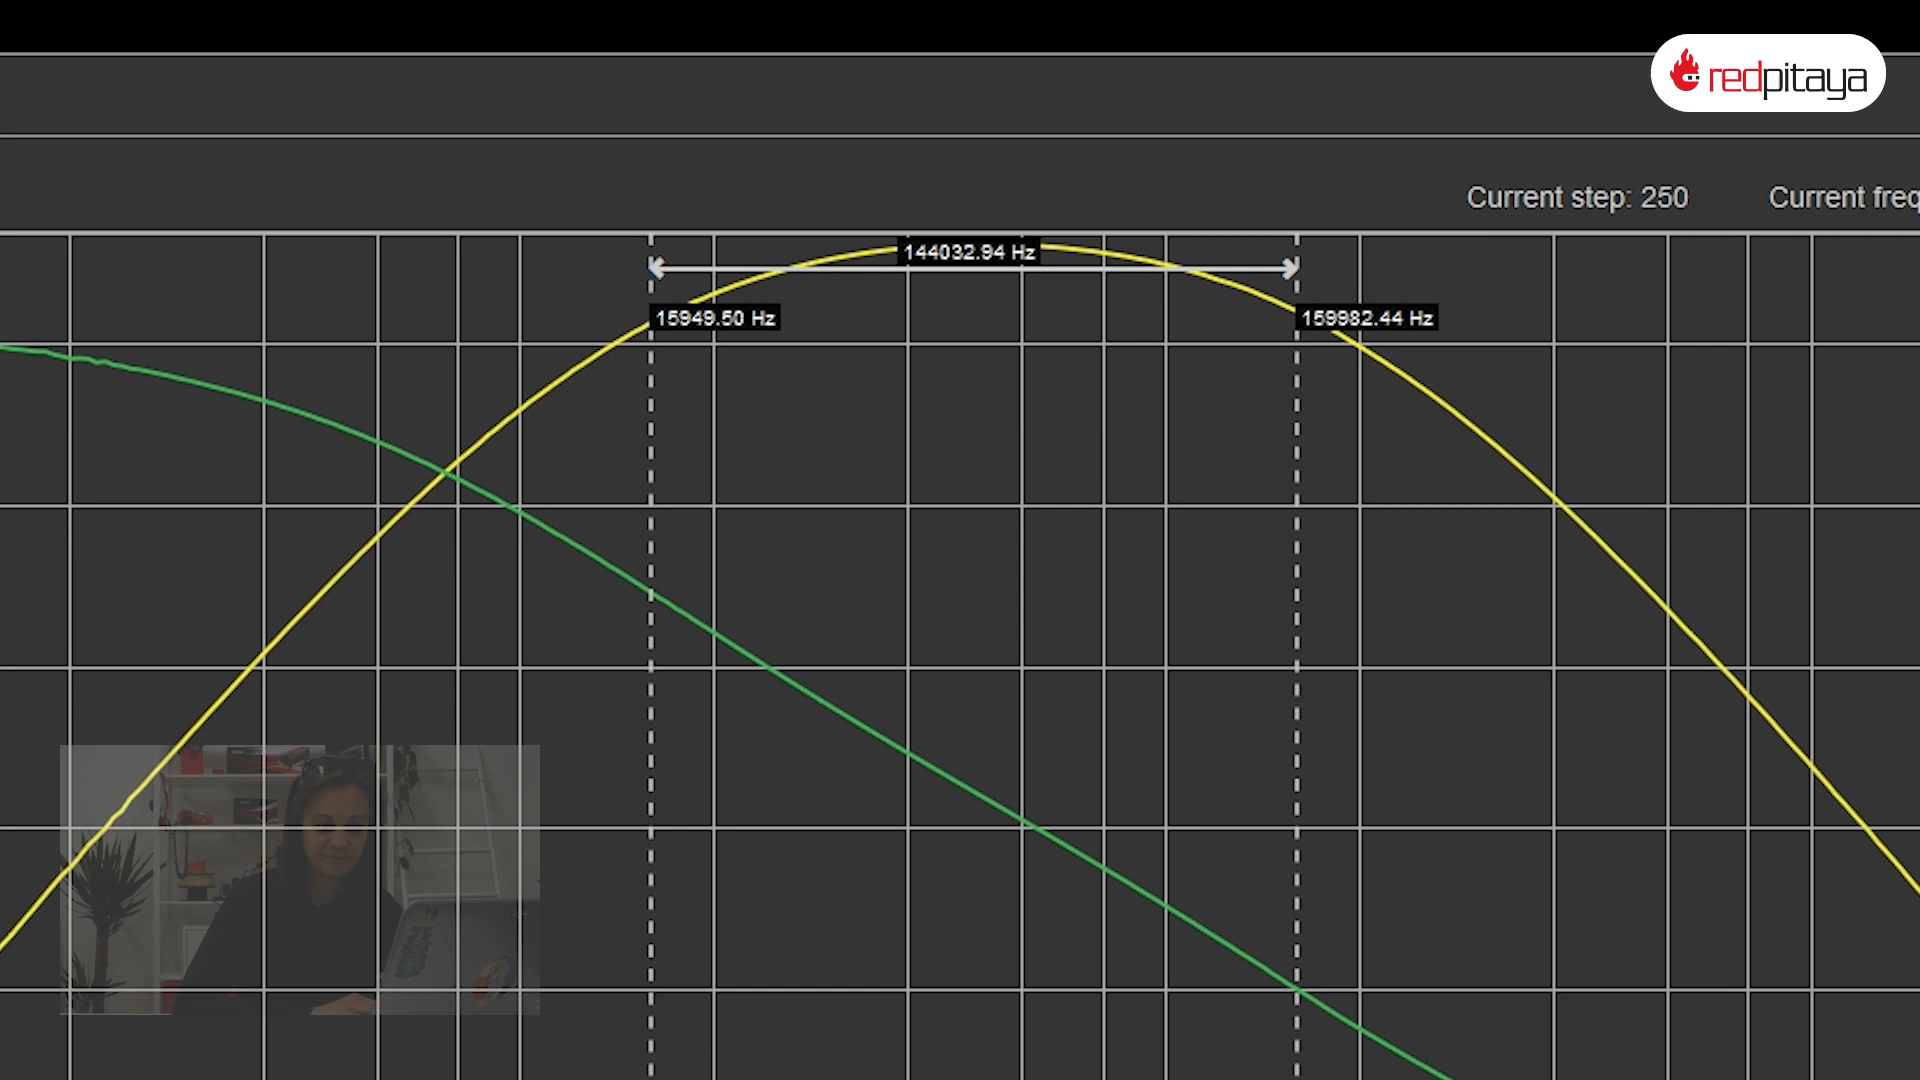 redpitaya
Current step: 250
Current freq
144032.94 Hz
15949.50 Hz
159982.44 Hz